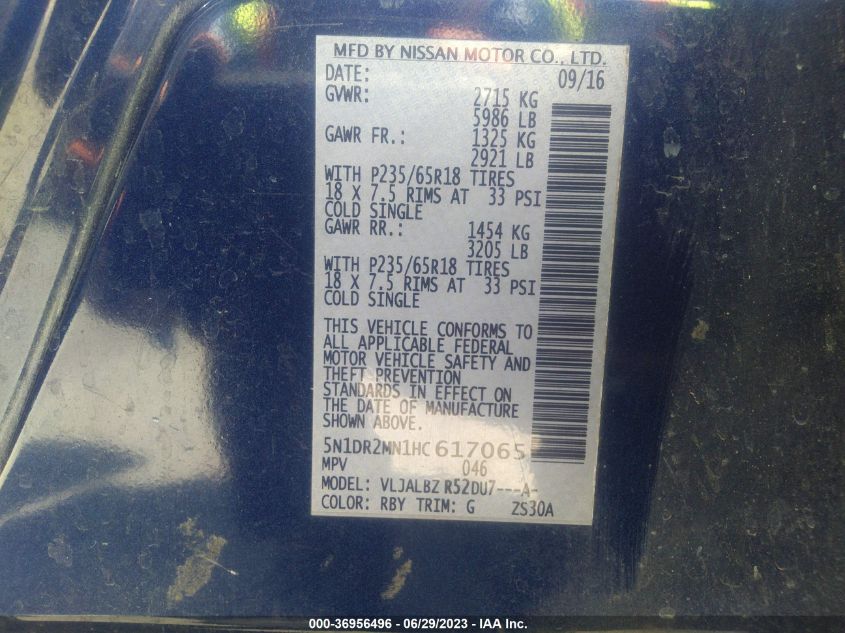 MFD BY NISSAN MOTOR CO., LTD.
DATE: 09/16
GVWR: 2715 KG
5986 LB
GAWR FR.: 1325 KG
2921 LB
WITH P235/65R18 TIRES
18 X 7.5 RIMS AT 33 PSI
COLD SINGLE
GAWR RR.: 1454 KG
3205 LB
WITH P235/65R18 TIRES
18 X 7.5 RIMS AT 33 PSI
COLD SINGLE
THIS VEHICLE CONFORMS TO
ALL APPLICABLE FEDERAL
MOTOR VEHICLE SAFETY AND
THEFT PREVENTION
STANDARDS IN EFFECT ON
THE DATE OF MANUFACTURE
SHOWN ABOVE.
5N1DR2MN1HC617065
MPV 046
MODEL: VLJALBZ R52DU7---A-
COLOR: RBY TRIM: G ZS30A
000-36956496 - 06/29/2023 - IAA Inc.